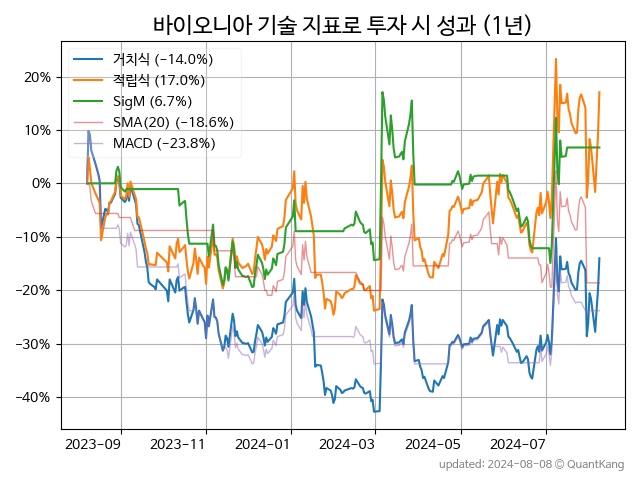 바이오니아 기술 지표로 투자 시 성과 (1년)
거치식 (−14.0%)
적립식 (17.0%)
SigM (6.7%)
SMA(20) (−18.6%)
MACD (−23.8%)
20%
10%
0%
−10%
−20%
−30%
−40%
2023-09 2023-11 2024-01 2024-03 2024-05 2024-07
updated: 2024-08-08 © QuantKang